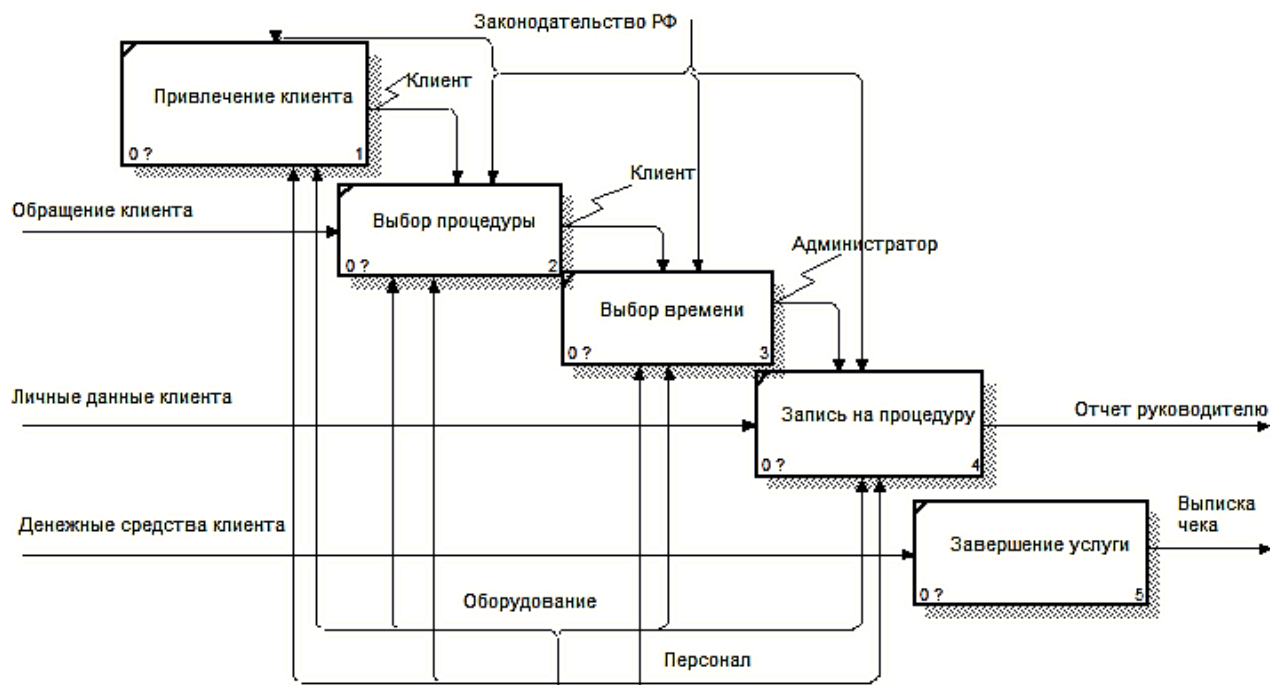 Законодательство РФ
Привлечение клиента
0 ?
1
Клиент
Обращение клиента
Выбор процедуры
0 ?
2
Клиент
Выбор времени
0 ?
3
Администратор
Личные данные клиента
Запись на процедуру
0 ?
4
Отчет руководителю
Денежные средства клиента
Завершение услуги
0 ?
5
Выписка
чека
Оборудование
Персонал